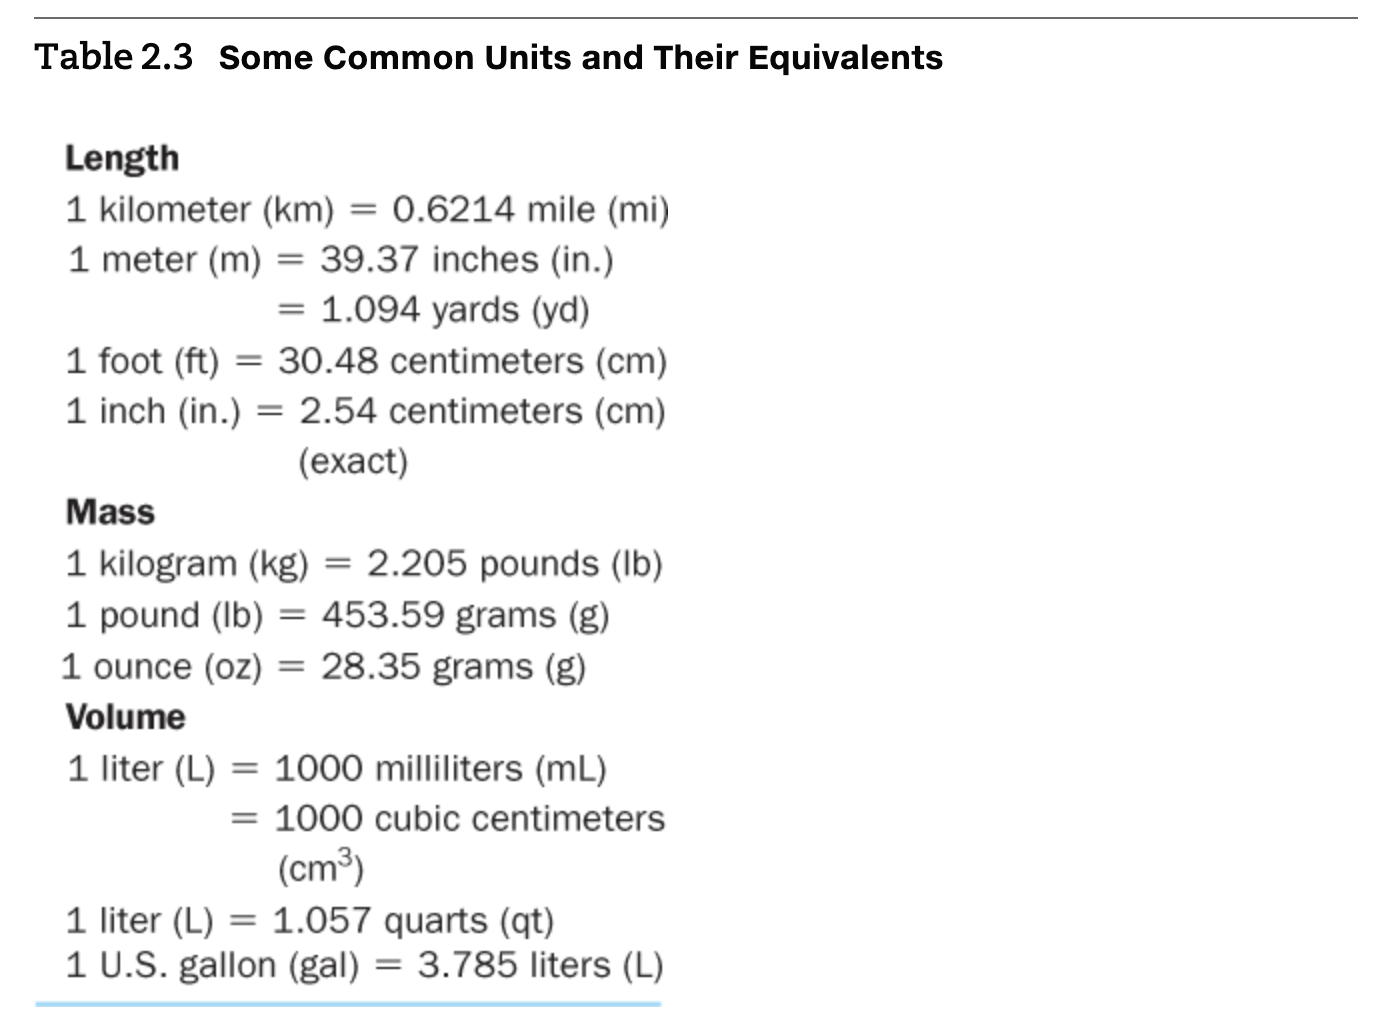 Table 2.3 Some Common Units and Their Equivalents
Length
1 kilometer (km) = 0.6214 mile (mi)
1 meter (m) = 39.37 inches (in.)
= 1.094 yards (yd)
1 foot (ft) = 30.48 centimeters (cm)
1 inch (in.) = 2.54 centimeters (cm)
(exact)
Mass
1 kilogram (kg) = 2.205 pounds (lb)
1 pound (lb) = 453.59 grams (g)
1 ounce (oz) = 28.35 grams (g)
Volume
1 liter (L) = 1000 milliliters (mL)
= 1000 cubic centimeters
(cm³)
1 liter (L) = 1.057 quarts (qt)
1 U.S. gallon (gal) = 3.785 liters (L)